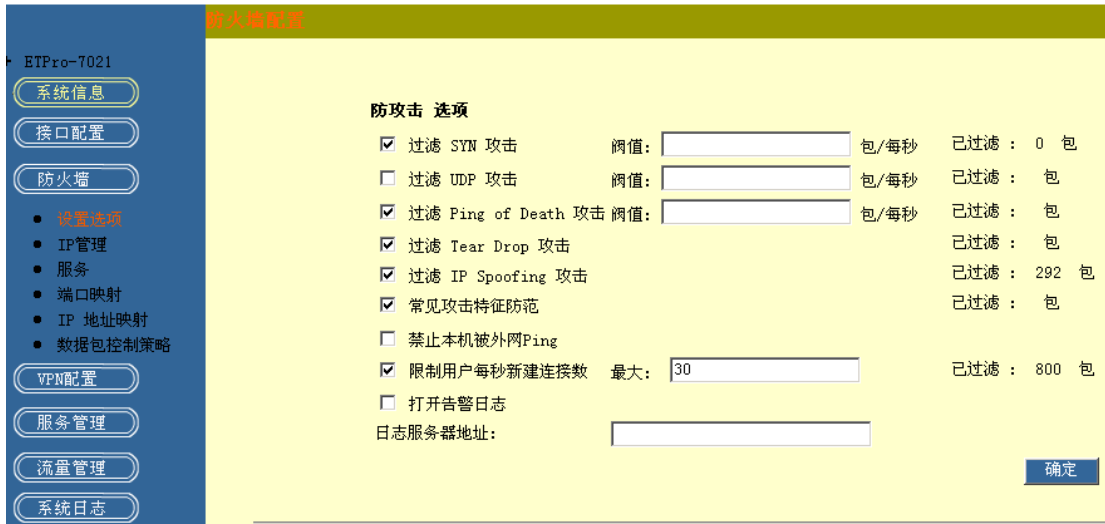 防火墙配置
ETPro-7021
系统信息
接口配置
防火墙
设置选项
IP管理
服务
端口映射
IP 地址映射
数据包控制策略
VPN配置
服务管理
流量管理
系统日志
防攻击 选项
过滤 SYN 攻击 阀值: 包/每秒 已过滤 : 0 包
过滤 UDP 攻击 阀值: 包/每秒 已过滤 : 包
过滤 Ping of Death 攻击 阀值: 包/每秒 已过滤 : 包
过滤 Tear Drop 攻击 已过滤 : 包
过滤 IP Spoofing 攻击 已过滤 : 292 包
常见攻击特征防范 已过滤 : 包
禁止本机被外网Ping
限制用户每秒新建连接数 最大: 30 已过滤 : 800 包
打开告警日志
日志服务器地址:
确定